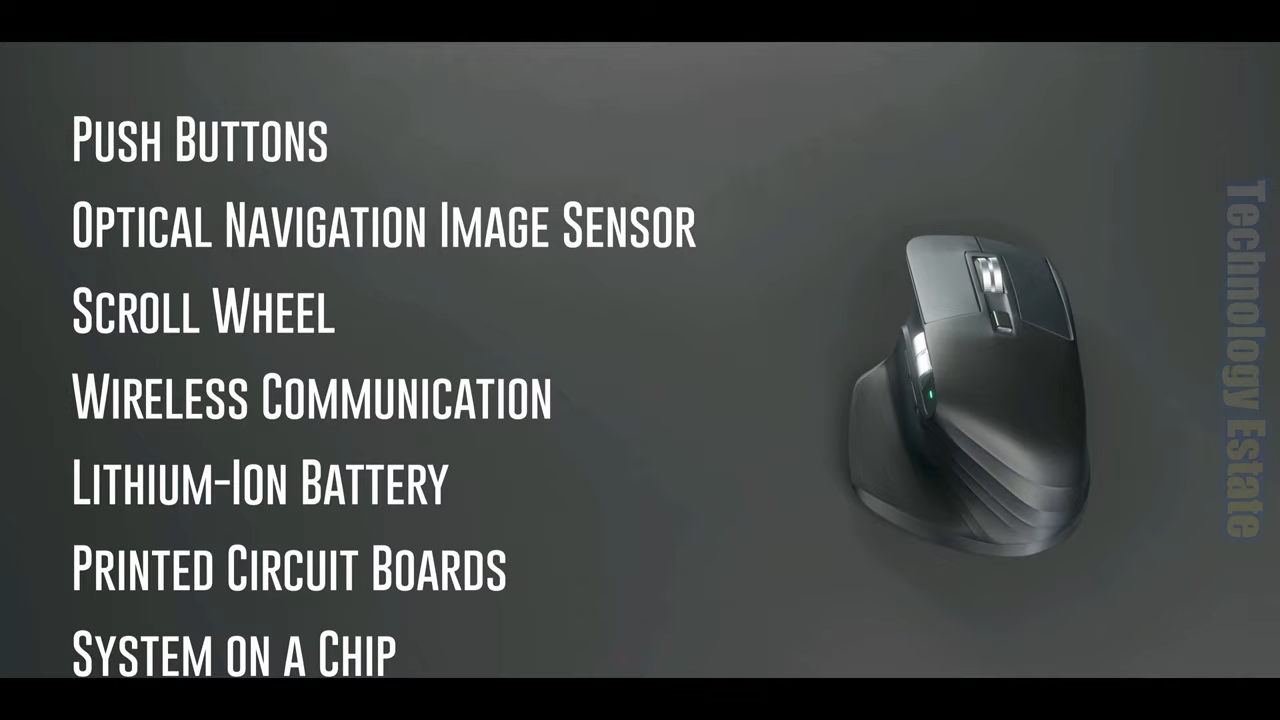 Push Buttons
Optical Navigation Image Sensor
Scroll Wheel
Wireless Communication
Lithium-Ion Battery
Printed Circuit Boards
System on a Chip
Technology Estate